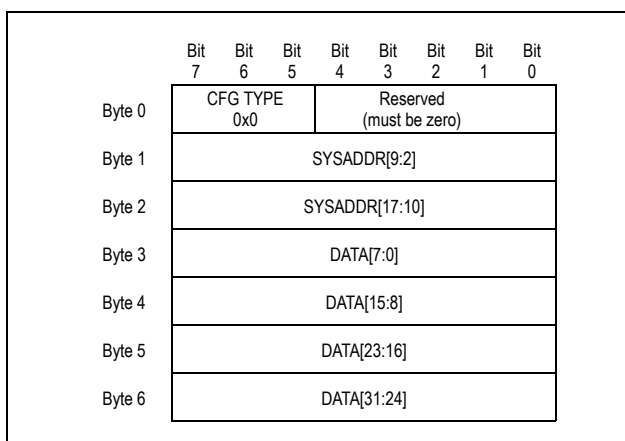 Bit Bit Bit Bit Bit Bit Bit Bit
7 6 5 4 3 2 1 0
Byte 0 CFG TYPE Reserved
0x0 (must be zero)
Byte 1 SYSADDR[9:2]
Byte 2 SYSADDR[17:10]
Byte 3 DATA[7:0]
Byte 4 DATA[15:8]
Byte 5 DATA[23:16]
Byte 6 DATA[31:24]